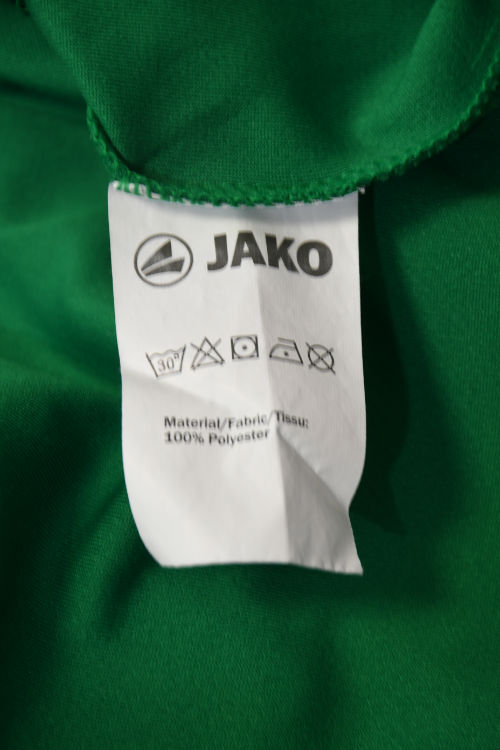 JAKO
30°
Material/Fabric/Tissu:
100% Polyester